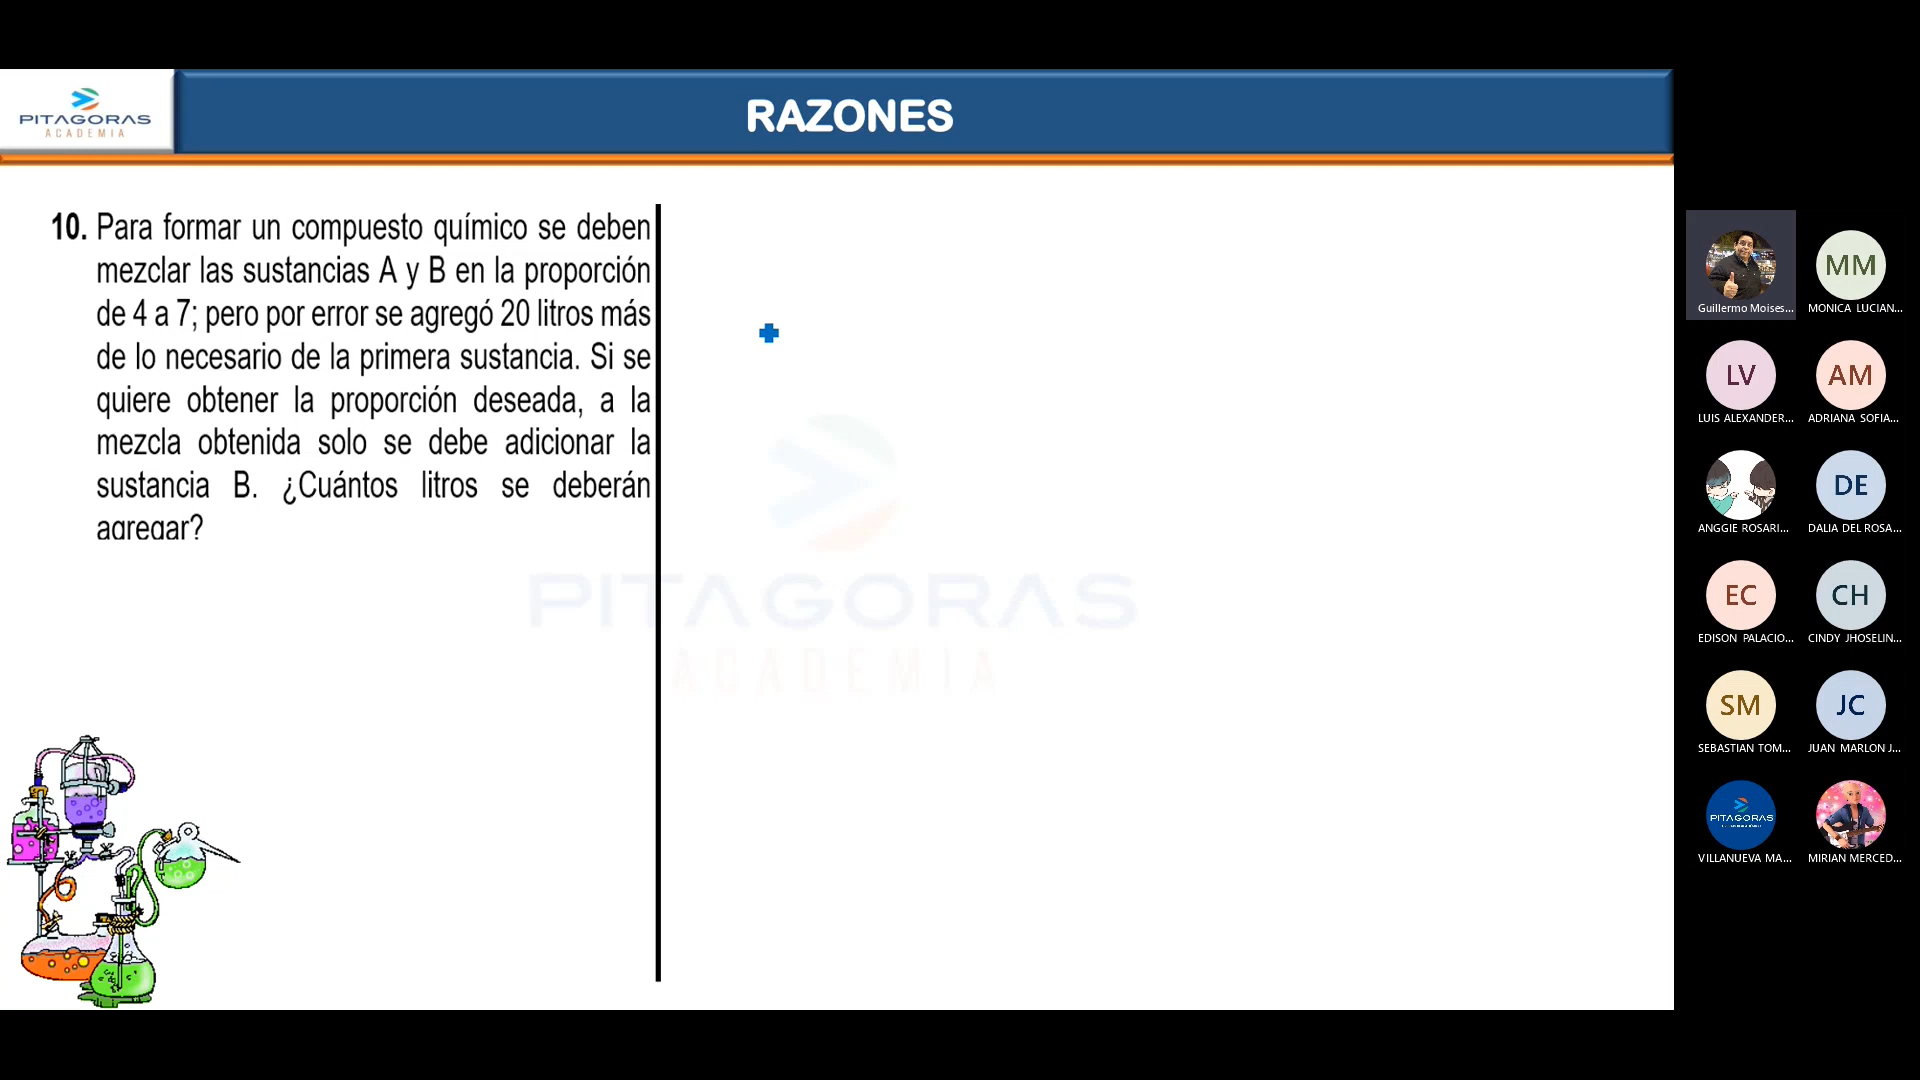 PITAGORAS
ACADEMIA
RAZONES
10. Para formar un compuesto químico se deben
mezclar las sustancias A y B en la proporción
de 4 a 7; pero por error se agregó 20 litros más
de lo necesario de la primera sustancia. Si se
quiere obtener la proporción deseada, a la
mezcla obtenida solo se debe adicionar la
sustancia B. ¿Cuántos litros se deberán
agregar?
PITAGORAS
ACADEMIA
Guillermo Moises...
MM
MONICA LUCIAN...
LV
LUIS ALEXANDER...
AM
ADRIANA SOFIA...
ANGGIE ROSARI...
DE
DALIA DEL ROSA...
EC
EDISON PALACIO...
CH
CINDY JHOSELIN...
SM
SEBASTIAN TOM...
JC
JUAN MARLON J...
PITAGORAS
VILLANUEVA MA...
MIRIAN MERCED...